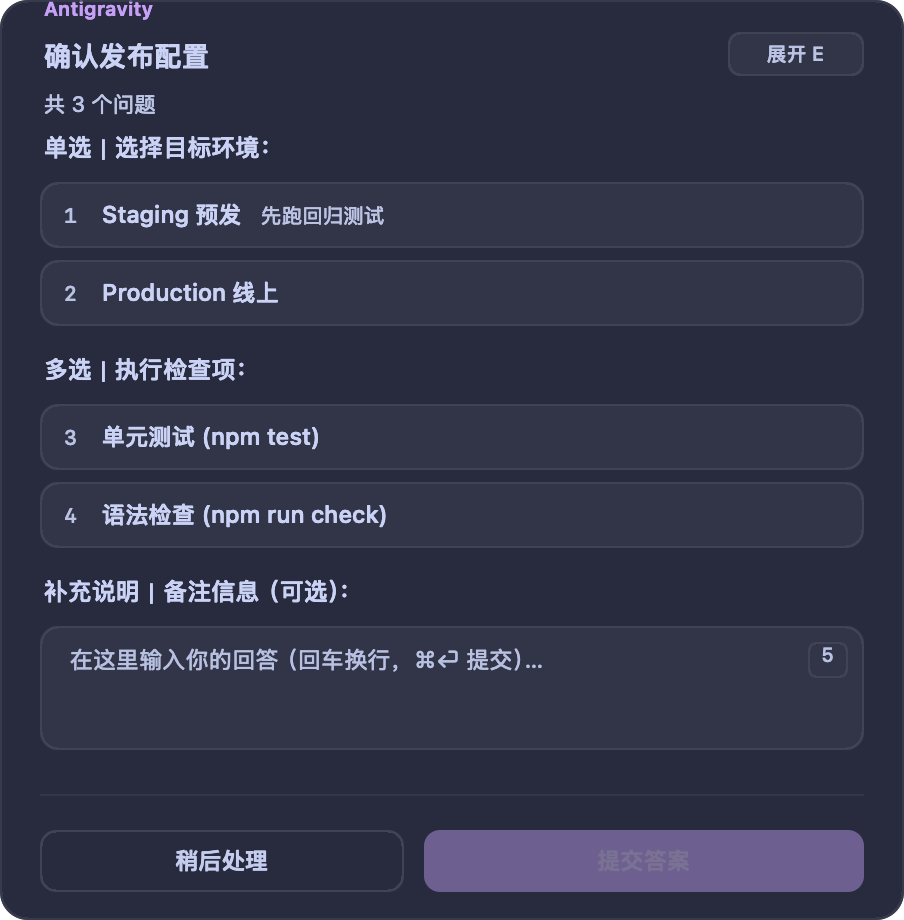 Antigravity
确认发布配置
展开 E
共 3 个问题
单选 | 选择目标环境：
1 Staging 预发 先跑回归测试
2 Production 线上
多选 | 执行检查项：
3 单元测试 (npm test)
4 语法检查 (npm run check)
补充说明 | 备注信息（可选）：
在这里输入你的回答（回车换行，⌘⏎ 提交）...
5
稍后处理
提交答案